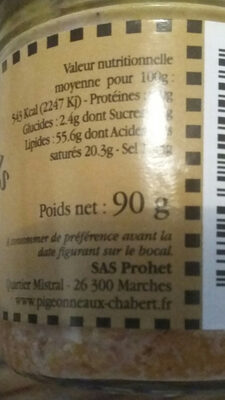 Valeur nutritionnelle
moyenne pour 100g :
543 Kcal (2247 KJ) - Protéines
Glucides : 2.4g dont Sucres
Lipides : 55.6g dont Acides
saturés 20.3g - Sel
Poids net : 90 g
A consommer de préférence avant la
date figurant sur le bocal
SAS Prohet
Quartier Mistral - 26 300 Marches
www.pigeonneaux-chabert.fr